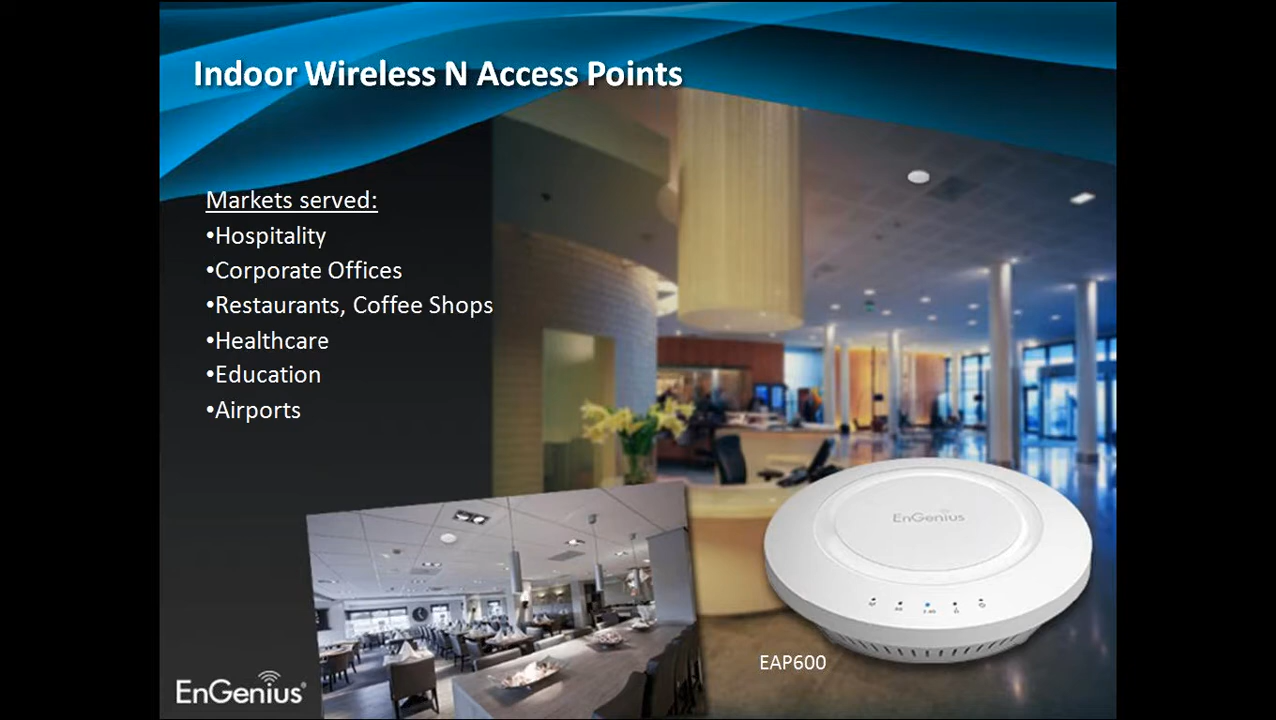 Indoor Wireless N Access Points
Markets served:
•Hospitality
•Corporate Offices
•Restaurants, Coffee Shops
•Healthcare
•Education
•Airports
EnGenius
EAP600
EnGenius®